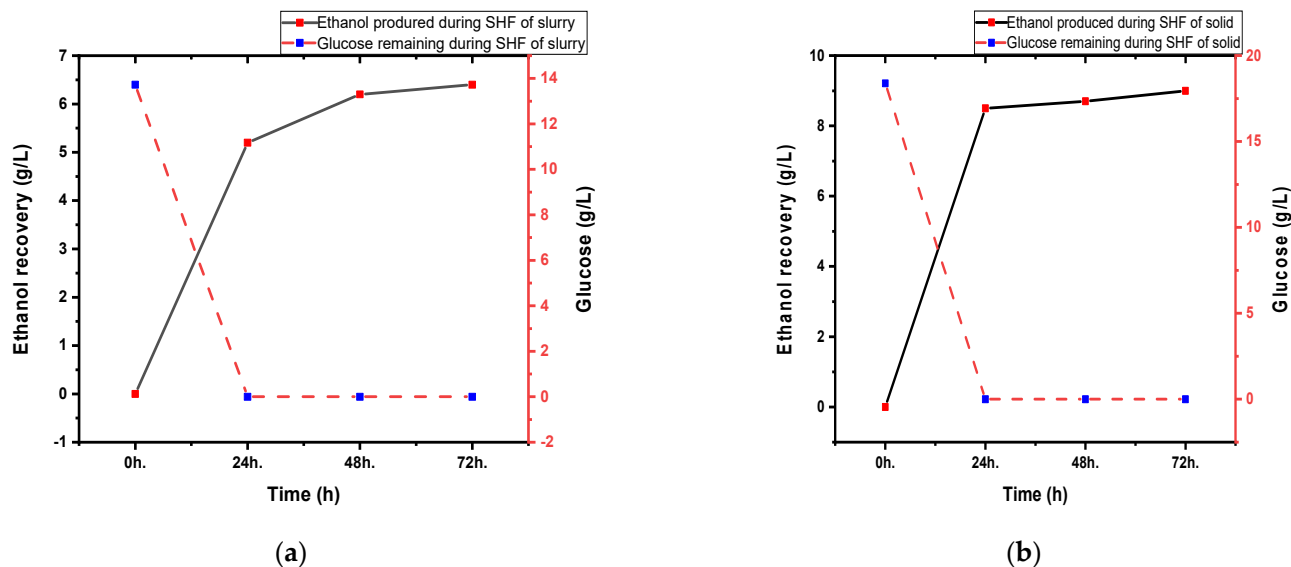 Ethanol produred during SHF of slurry
Glucose remaining during SHF of slurry
7
6
5
4
3
2
1
0
-1
Ethanol recovery (g/L)
14
12
10
8
6
4
2
0
-2
Glucose (g/L)
0h.
24h.
48h.
72h.
Time (h)
(a)
Ethanol produced during SHF of solid
Glucose remaining during SHF of solid
10
8
6
4
2
0
Ethanol recovery (g/L)
20
15
10
5
0
Glucose (g/L)
0h.
24h.
48h.
72h.
Time (h)
(b)